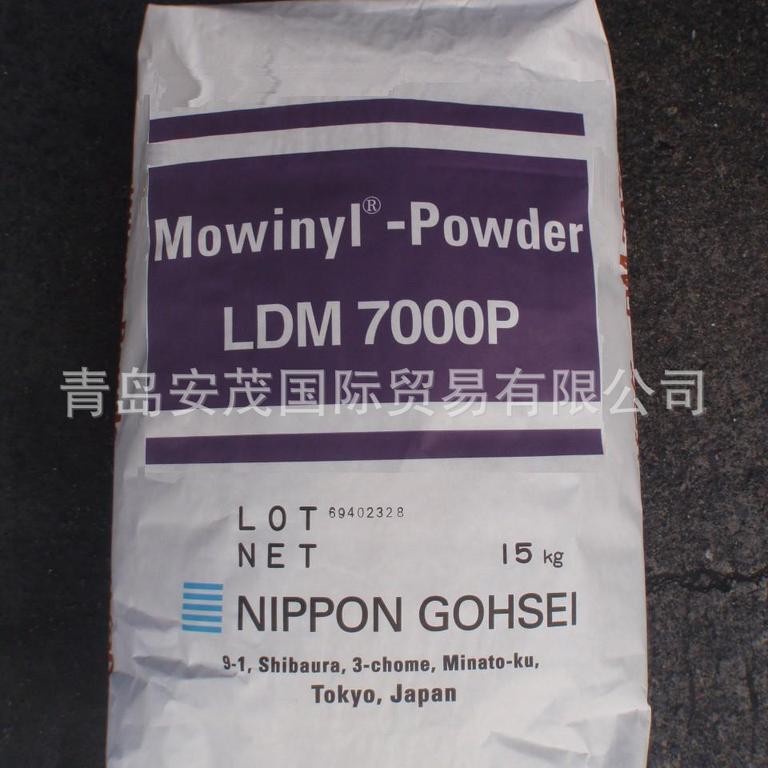 Mowinyl®-Powder
LDM 7000P
青岛安茂国际贸易有限公司
LOT 69402328
NET 15 kg
NIPPON GOHSEI
9-1, Shibaura, 3-chome, Minato-ku,
Tokyo, Japan